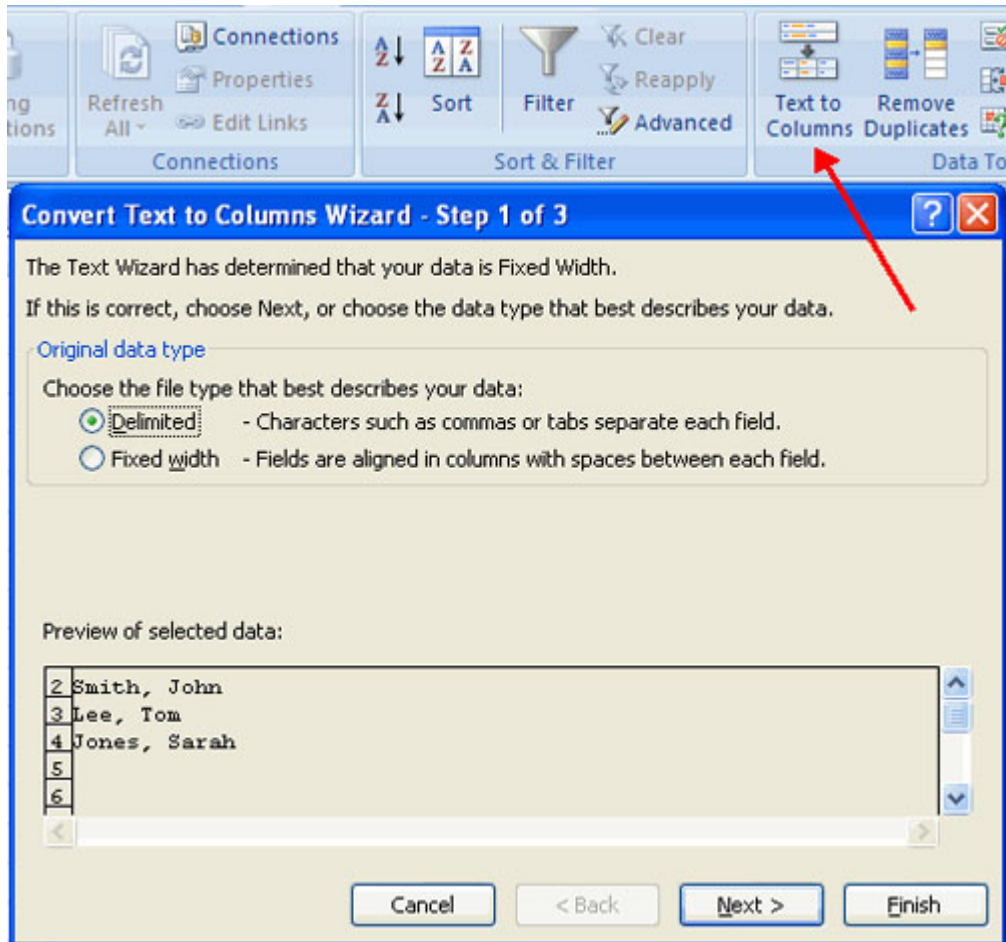 Connections
Properties
Edit Links
Refresh
All
Connections
A
Z
Z
A
A Z
Z A
Sort
Filter
Clear
Reapply
Advanced
Sort & Filter
Text to
Columns
Remove
Duplicates
Convert Text to Columns Wizard - Step 1 of 3
The Text Wizard has determined that your data is Fixed Width.
If this is correct, choose Next, or choose the data type that best describes your data.
Original data type
Choose the file type that best describes your data:
Delimited - Characters such as commas or tabs separate each field.
Fixed width - Fields are aligned in columns with spaces between each field.
Preview of selected data:
2 Smith, John
3 Lee, Tom
4 Jones, Sarah
5
6
Cancel < Back Next > Finish